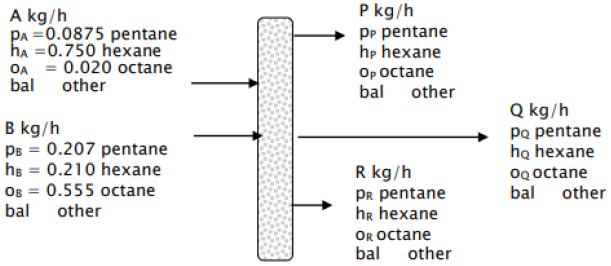 A kg/h
pA =0.0875 pentane
hA =0.750 hexane
oA = 0.020 octane
bal other
B kg/h
pB = 0.207 pentane
hB = 0.210 hexane
oB = 0.555 octane
bal other
P kg/h
pP pentane
hP hexane
oP octane
bal other
Q kg/h
pQ pentane
hQ hexane
oQ octane
bal other
R kg/h
pR pentane
hR hexane
oR octane
bal other